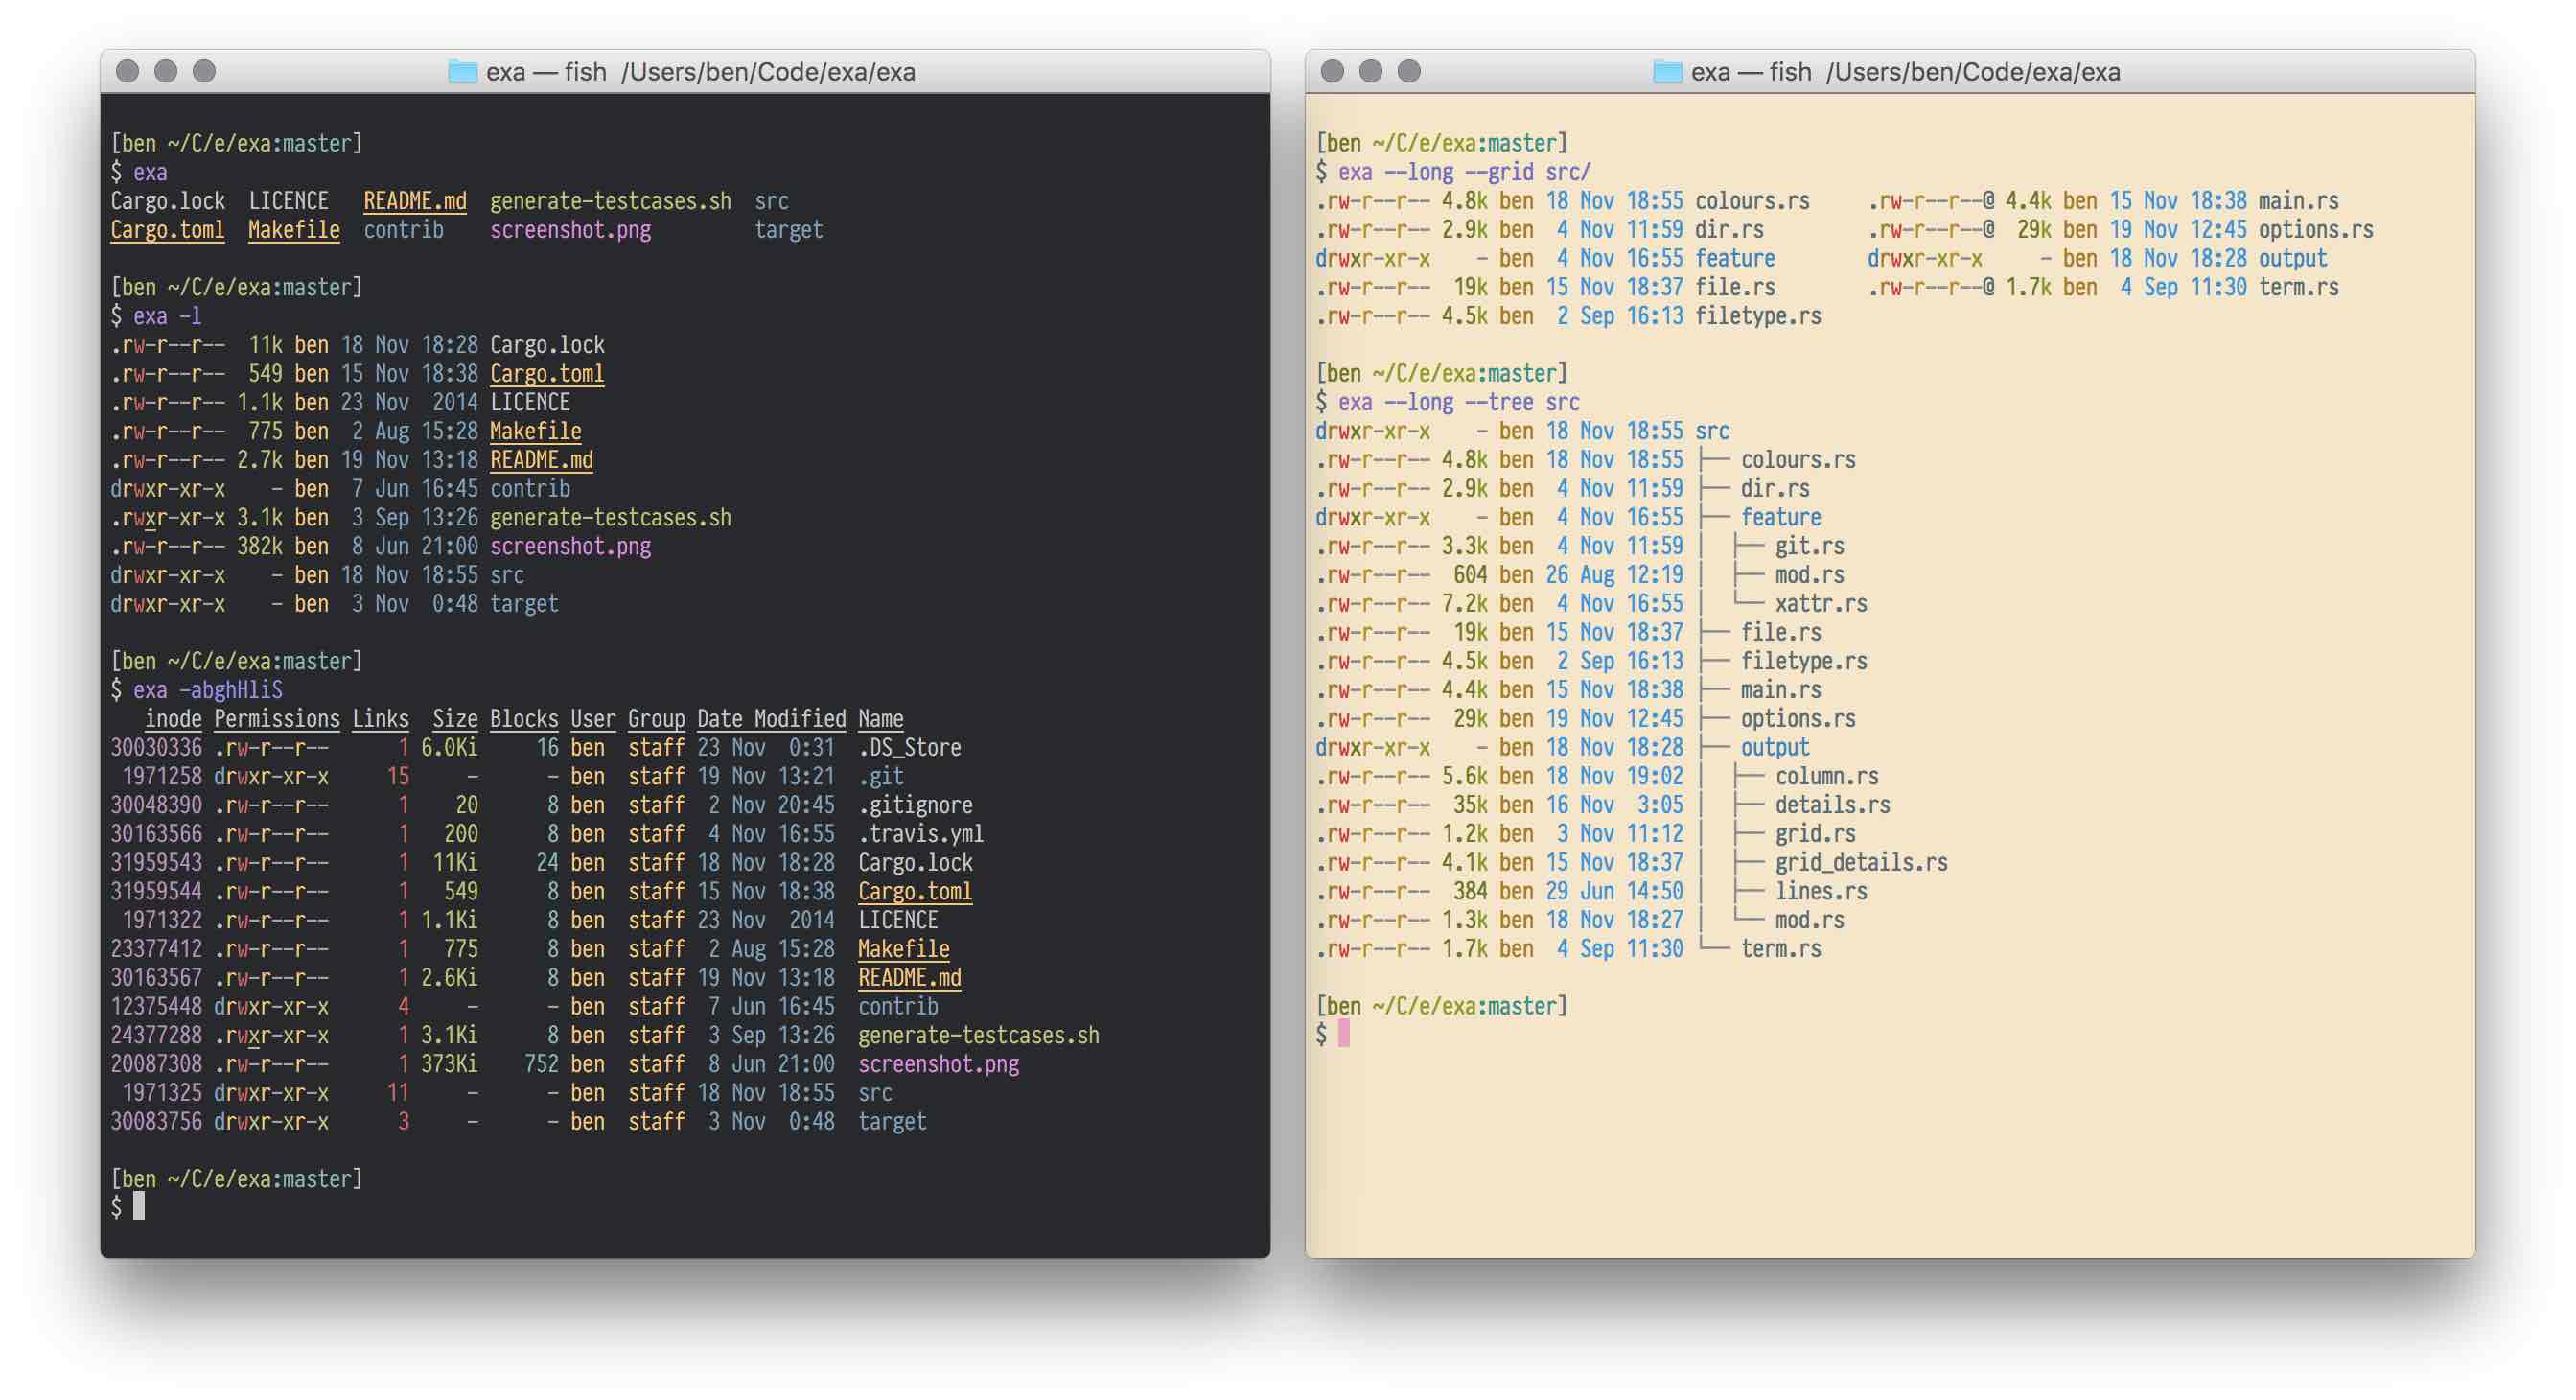 exa — fish  /Users/ben/Code/exa/exa
[ben ~/C/e/exa:master]
$ exa
Cargo.lock  LICENCE   README.md  generate-testcases.sh  src
Cargo.toml  Makefile  contrib    screenshot.png         target
[ben ~/C/e/exa:master]
$ exa -l
.rw-r--r--  11k ben 18 Nov 18:28 Cargo.lock
.rw-r--r--  549 ben 15 Nov 18:38 Cargo.toml
.rw-r--r-- 1.1k ben 23 Nov  2014 LICENCE
.rw-r--r--  775 ben  2 Aug 15:28 Makefile
.rw-r--r-- 2.7k ben 19 Nov 13:18 README.md
drwxr-xr-x    - ben  7 Jun 16:45 contrib
.rwxr-xr-x 3.1k ben  3 Sep 13:26 generate-testcases.sh
.rw-r--r-- 382k ben  8 Jun 21:00 screenshot.png
drwxr-xr-x    - ben 18 Nov 18:55 src
drwxr-xr-x    - ben  3 Nov  0:48 target
[ben ~/C/e/exa:master]
$ exa -abghHliS
   inode Permissions Links  Size Blocks User Group Date Modified Name
30030336 .rw-r--r--      1 6.0Ki     16 ben  staff 23 Nov  0:31  .DS_Store
 1971258 drwxr-xr-x     15     -      - ben  staff 19 Nov 13:21  .git
30048390 .rw-r--r--      1    20      8 ben  staff  2 Nov 20:45  .gitignore
30163566 .rw-r--r--      1   200      8 ben  staff  4 Nov 16:55  .travis.yml
31959543 .rw-r--r--      1  11Ki     24 ben  staff 18 Nov 18:28  Cargo.lock
31959544 .rw-r--r--      1   549      8 ben  staff 15 Nov 18:38  Cargo.toml
 1971322 .rw-r--r--      1 1.1Ki      8 ben  staff 23 Nov  2014  LICENCE
23377412 .rw-r--r--      1   775      8 ben  staff  2 Aug 15:28  Makefile
30163567 .rw-r--r--      1 2.6Ki      8 ben  staff 19 Nov 13:18  README.md
12375448 drwxr-xr-x      4     -      - ben  staff  7 Jun 16:45  contrib
24377288 .rwxr-xr-x      1 3.1Ki      8 ben  staff  3 Sep 13:26  generate-testcases.sh
20087308 .rw-r--r--      1 373Ki    752 ben  staff  8 Jun 21:00  screenshot.png
 1971325 drwxr-xr-x     11     -      - ben  staff 18 Nov 18:55  src
30083756 drwxr-xr-x      3     -      - ben  staff  3 Nov  0:48  target
[ben ~/C/e/exa:master]
$
exa — fish  /Users/ben/Code/exa/exa
[ben ~/C/e/exa:master]
$ exa --long --grid src/
.rw-r--r-- 4.8k ben 18 Nov 18:55 colours.rs     .rw-r--r--@ 4.4k ben 15 Nov 18:38 main.rs
.rw-r--r-- 2.9k ben  4 Nov 11:59 dir.rs         .rw-r--r--@  29k ben 19 Nov 12:45 options.rs
drwxr-xr-x    - ben  4 Nov 16:55 feature        drwxr-xr-x     - ben 18 Nov 18:28 output
.rw-r--r--  19k ben 15 Nov 18:37 file.rs        .rw-r--r--@ 1.7k ben  4 Sep 11:30 term.rs
.rw-r--r-- 4.5k ben  2 Sep 16:13 filetype.rs
[ben ~/C/e/exa:master]
$ exa --long --tree src
drwxr-xr-x    - ben 18 Nov 18:55 src
.rw-r--r-- 4.8k ben 18 Nov 18:55 ├── colours.rs
.rw-r--r-- 2.9k ben  4 Nov 11:59 ├── dir.rs
drwxr-xr-x    - ben  4 Nov 16:55 ├── feature
.rw-r--r-- 3.3k ben  4 Nov 11:59 │  ├── git.rs
.rw-r--r--  604 ben 26 Aug 12:19 │  ├── mod.rs
.rw-r--r-- 7.2k ben  4 Nov 16:55 │  └── xattr.rs
.rw-r--r--  19k ben 15 Nov 18:37 ├── file.rs
.rw-r--r-- 4.5k ben  2 Sep 16:13 ├── filetype.rs
.rw-r--r-- 4.4k ben 15 Nov 18:38 ├── main.rs
.rw-r--r--  29k ben 19 Nov 12:45 ├── options.rs
drwxr-xr-x    - ben 18 Nov 18:28 ├── output
.rw-r--r-- 5.6k ben 18 Nov 19:02 │  ├── column.rs
.rw-r--r--  35k ben 16 Nov  3:05 │  ├── details.rs
.rw-r--r-- 1.2k ben  3 Nov 11:12 │  ├── grid.rs
.rw-r--r-- 4.1k ben 15 Nov 18:37 │  ├── grid_details.rs
.rw-r--r--  384 ben 29 Jun 14:50 │  ├── lines.rs
.rw-r--r-- 1.3k ben 18 Nov 18:27 │  └── mod.rs
.rw-r--r-- 1.7k ben  4 Sep 11:30 └── term.rs
[ben ~/C/e/exa:master]
$